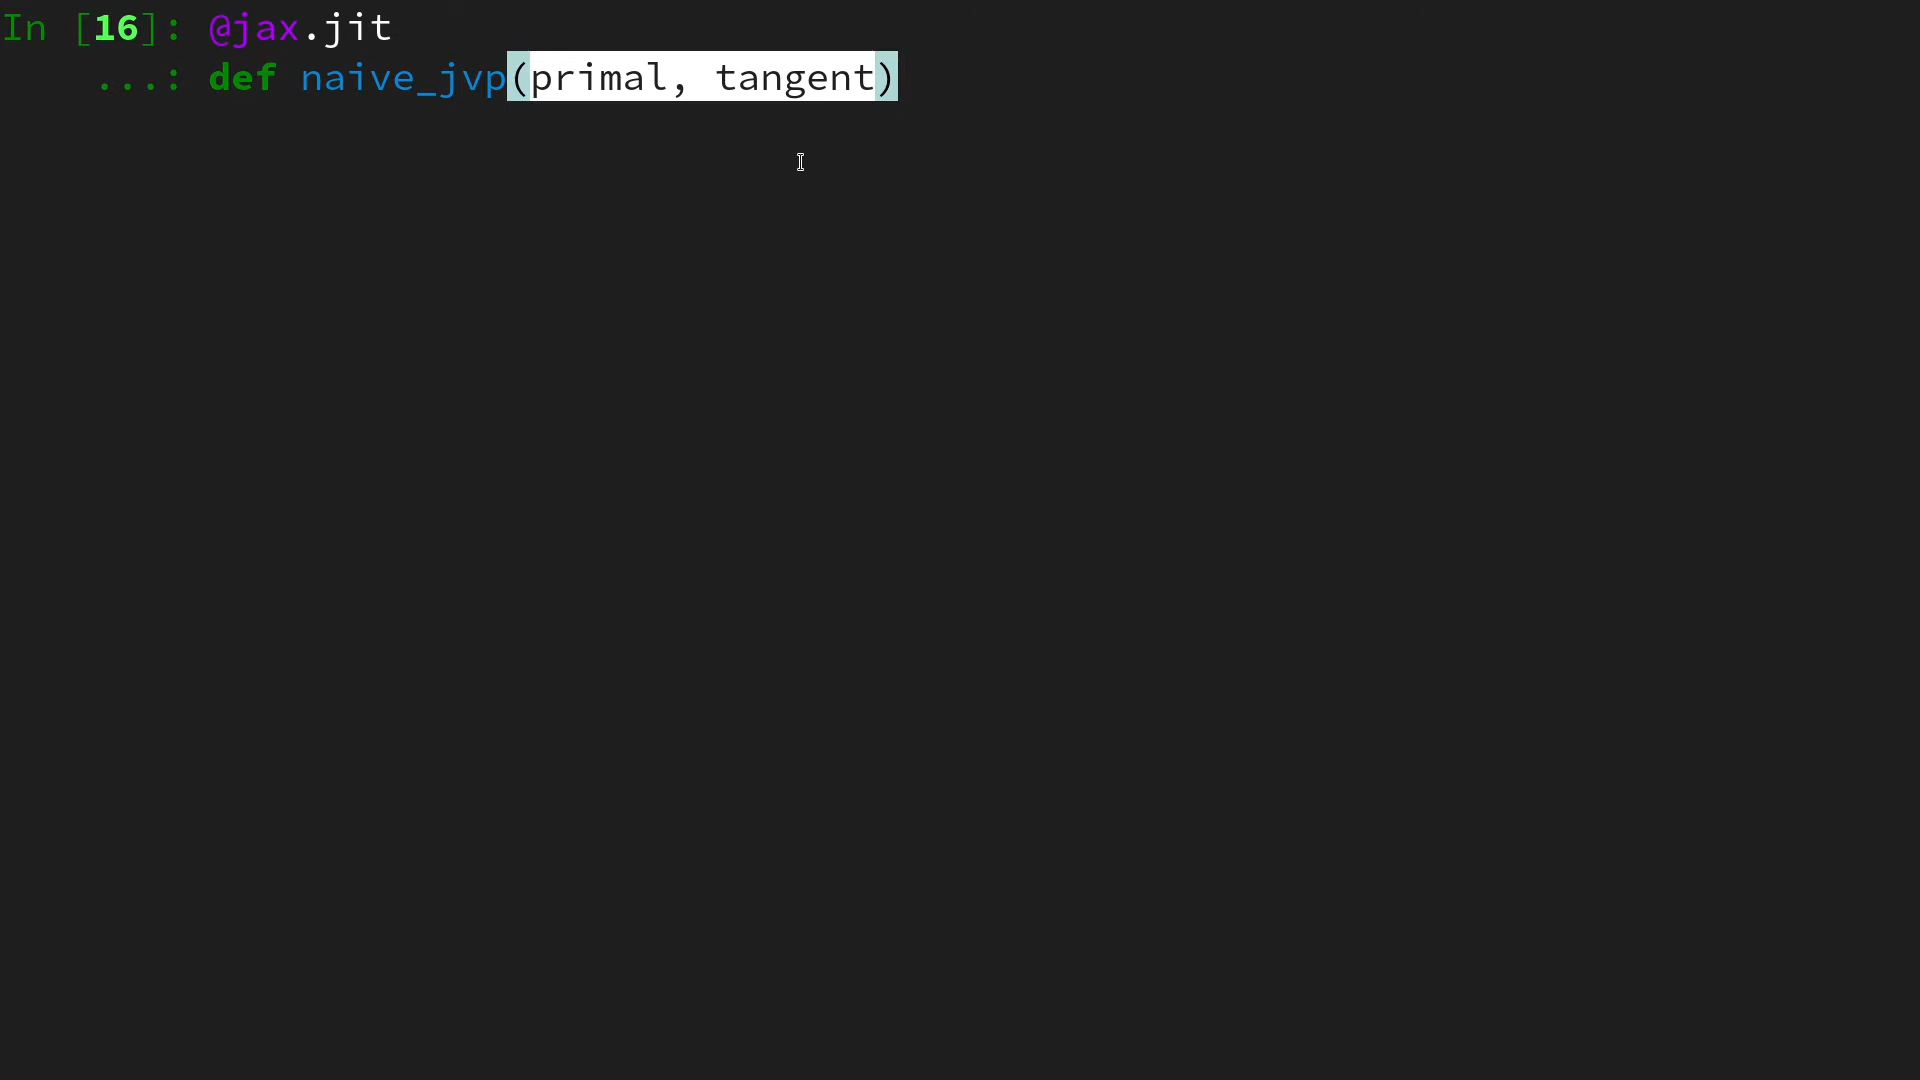 In [16]: @jax.jit
...: def naive_jvp(primal, tangent)